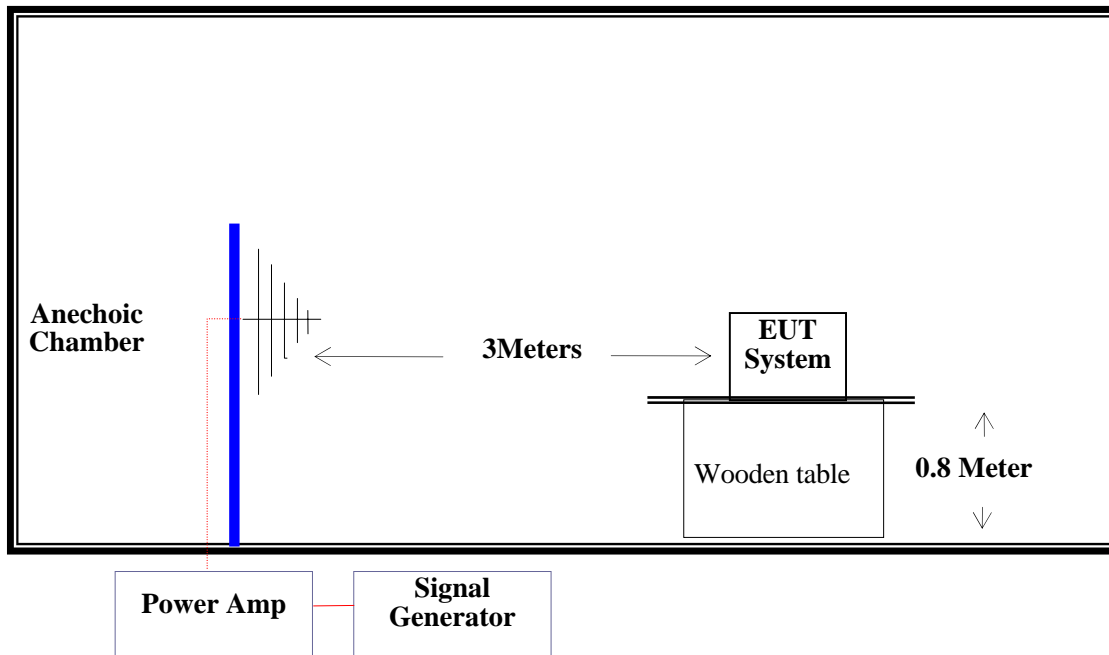 Anechoic
Chamber
3Meters
EUT
System
Wooden table
0.8 Meter
Power Amp
Signal
Generator